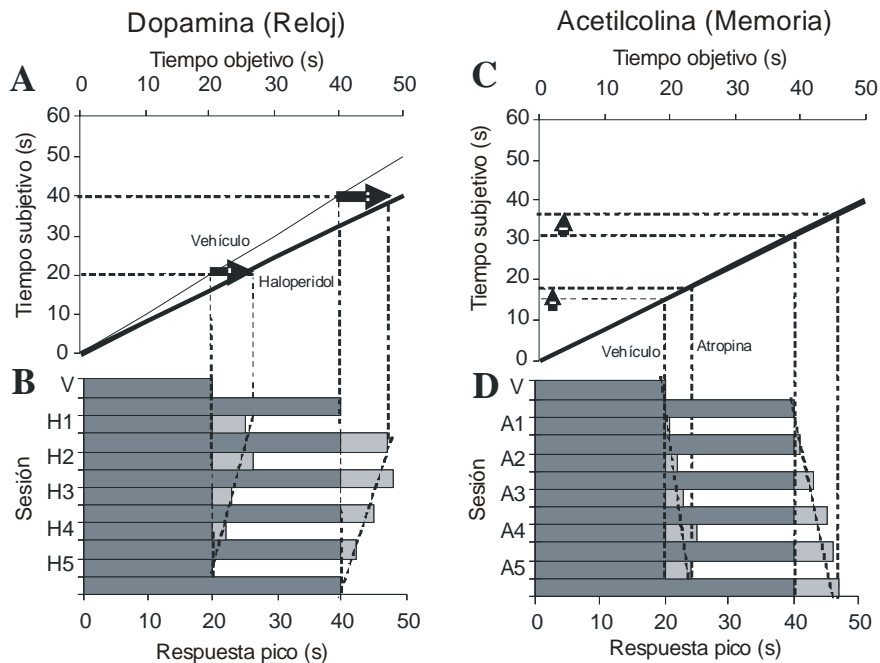 Dopamina (Reloj)
Tiempo objetivo (s)
A
0 10 20 30 40 50
60
50
40
30
20
10
0
Tiempo subjetivo (s)
Vehículo
Haloperidol
B
V
H1
H2
H3
H4
H5
Sesión
0 10 20 30 40 50
Respuesta pico (s)
Acetilcolina (Memoria)
Tiempo objetivo (s)
C
0 10 20 30 40 50
60
50
40
30
20
10
0
Tiempo subjetivo (s)
Vehículo
Atropina
D
V
A1
A2
A3
A4
A5
Sesión
0 10 20 30 40 50
Respuesta pico (s)